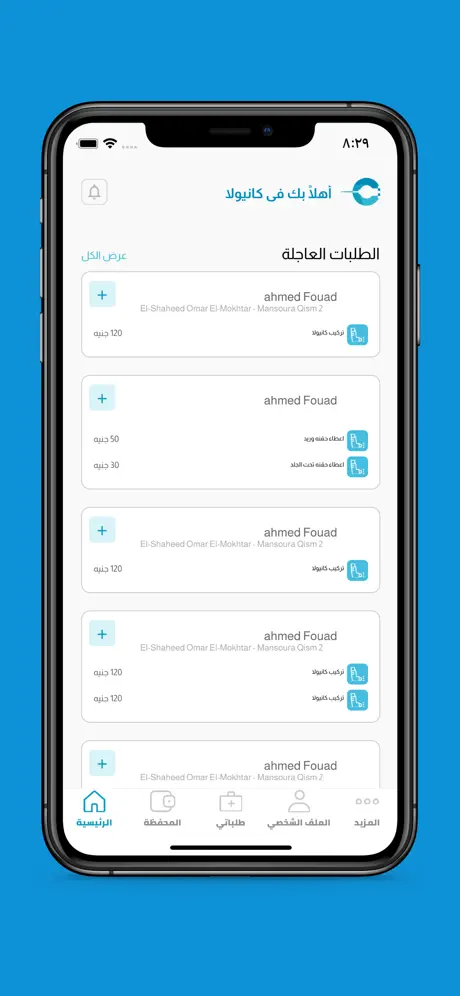 ٨:٢٩
أهلاً بك فى كانيولا
الطلبات العاجلة
عرض الكل
ahmed Fouad
El-Shaheed Omar El-Mokhtar - Mansoura Qism 2
تركيب كانيولا
120 جنيه
ahmed Fouad
اعطاء حقنه وريد
50 جنيه
اعطاء حقنه تحت الجلد
30 جنيه
ahmed Fouad
El-Shaheed Omar El-Mokhtar - Mansoura Qism 2
تركيب كانيولا
120 جنيه
ahmed Fouad
El-Shaheed Omar El-Mokhtar - Mansoura Qism 2
تركيب كانيولا
120 جنيه
تركيب كانيولا
120 جنيه
ahmed Fouad
El-Shaheed Omar El-Mokhtar - Mansoura Qism 2
المزيد
الملف الشخصي
طلباتي
المحفظة
الرئيسية